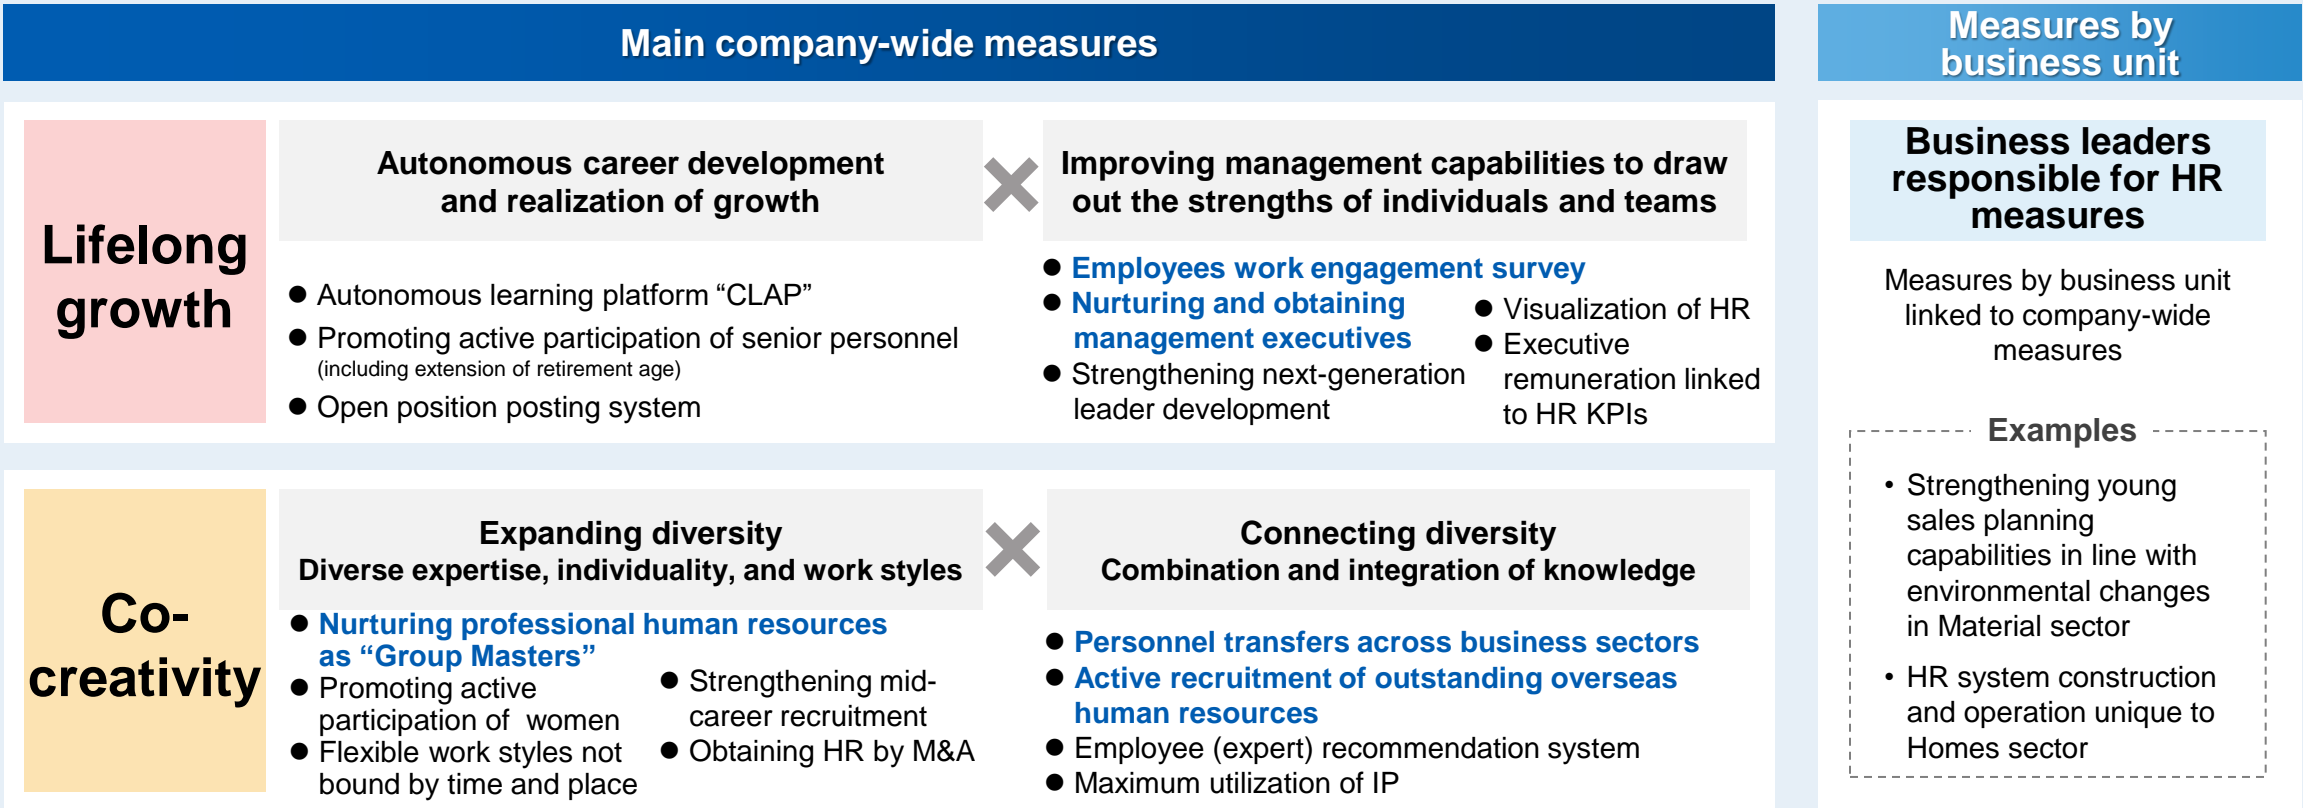 Main company-wide measures
Measures by
business unit
Lifelong
growth
Autonomous career development
and realization of growth
● Autonomous learning platform “CLAP”
● Promoting active participation of senior personnel
(including extension of retirement age)
● Open position posting system
×
Improving management capabilities to draw
out the strengths of individuals and teams
● Employees work engagement survey
● Nurturing and obtaining
management executives
● Strengthening next-generation
leader development
● Visualization of HR
● Executive
remuneration linked
to HR KPIs
Co-
creativity
Expanding diversity
Diverse expertise, individuality, and work styles
● Nurturing professional human resources
as “Group Masters”
● Promoting active
participation of women
● Flexible work styles not
bound by time and place
● Strengthening mid-
career recruitment
● Obtaining HR by M&A
×
Connecting diversity
Combination and integration of knowledge
● Personnel transfers across business sectors
● Active recruitment of outstanding overseas
human resources
● Employee (expert) recommendation system
● Maximum utilization of IP
Business leaders
responsible for HR
measures
Measures by business unit
linked to company-wide
measures
Examples
• Strengthening young
sales planning
capabilities in line with
environmental changes
in Material sector
• HR system construction
and operation unique to
Homes sector